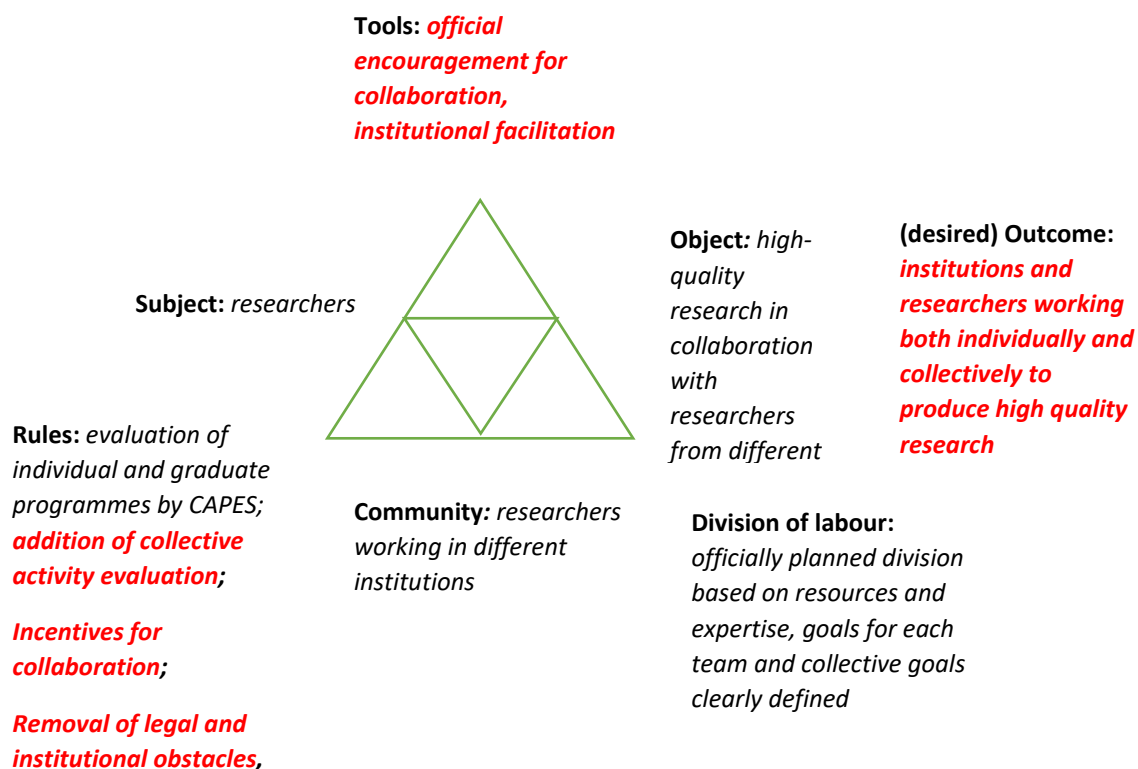 Tools: official
encouragement for
collaboration,
institutional facilitation
Subject: researchers
Object: high-
quality
research in
collaboration
with
researchers
from different
(desired) Outcome:
institutions and
researchers working
both individually and
collectively to
produce high quality
research
Rules: evaluation of
individual and graduate
programmes by CAPES;
addition of collective
activity evaluation;
Incentives for
collaboration;
Removal of legal and
institutional obstacles,
Community: researchers
working in different
institutions
Division of labour:
officially planned division
based on resources and
expertise, goals for each
team and collective goals
clearly defined